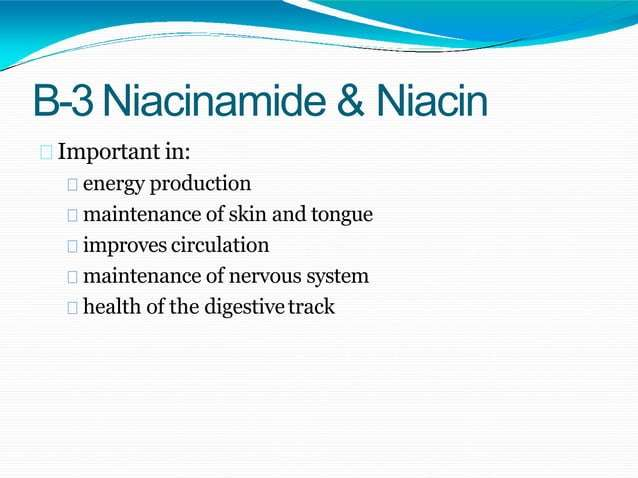 B-3 Niacinamide & Niacin
Important in:
energy production
maintenance of skin and tongue
improves circulation
maintenance of nervous system
health of the digestive track